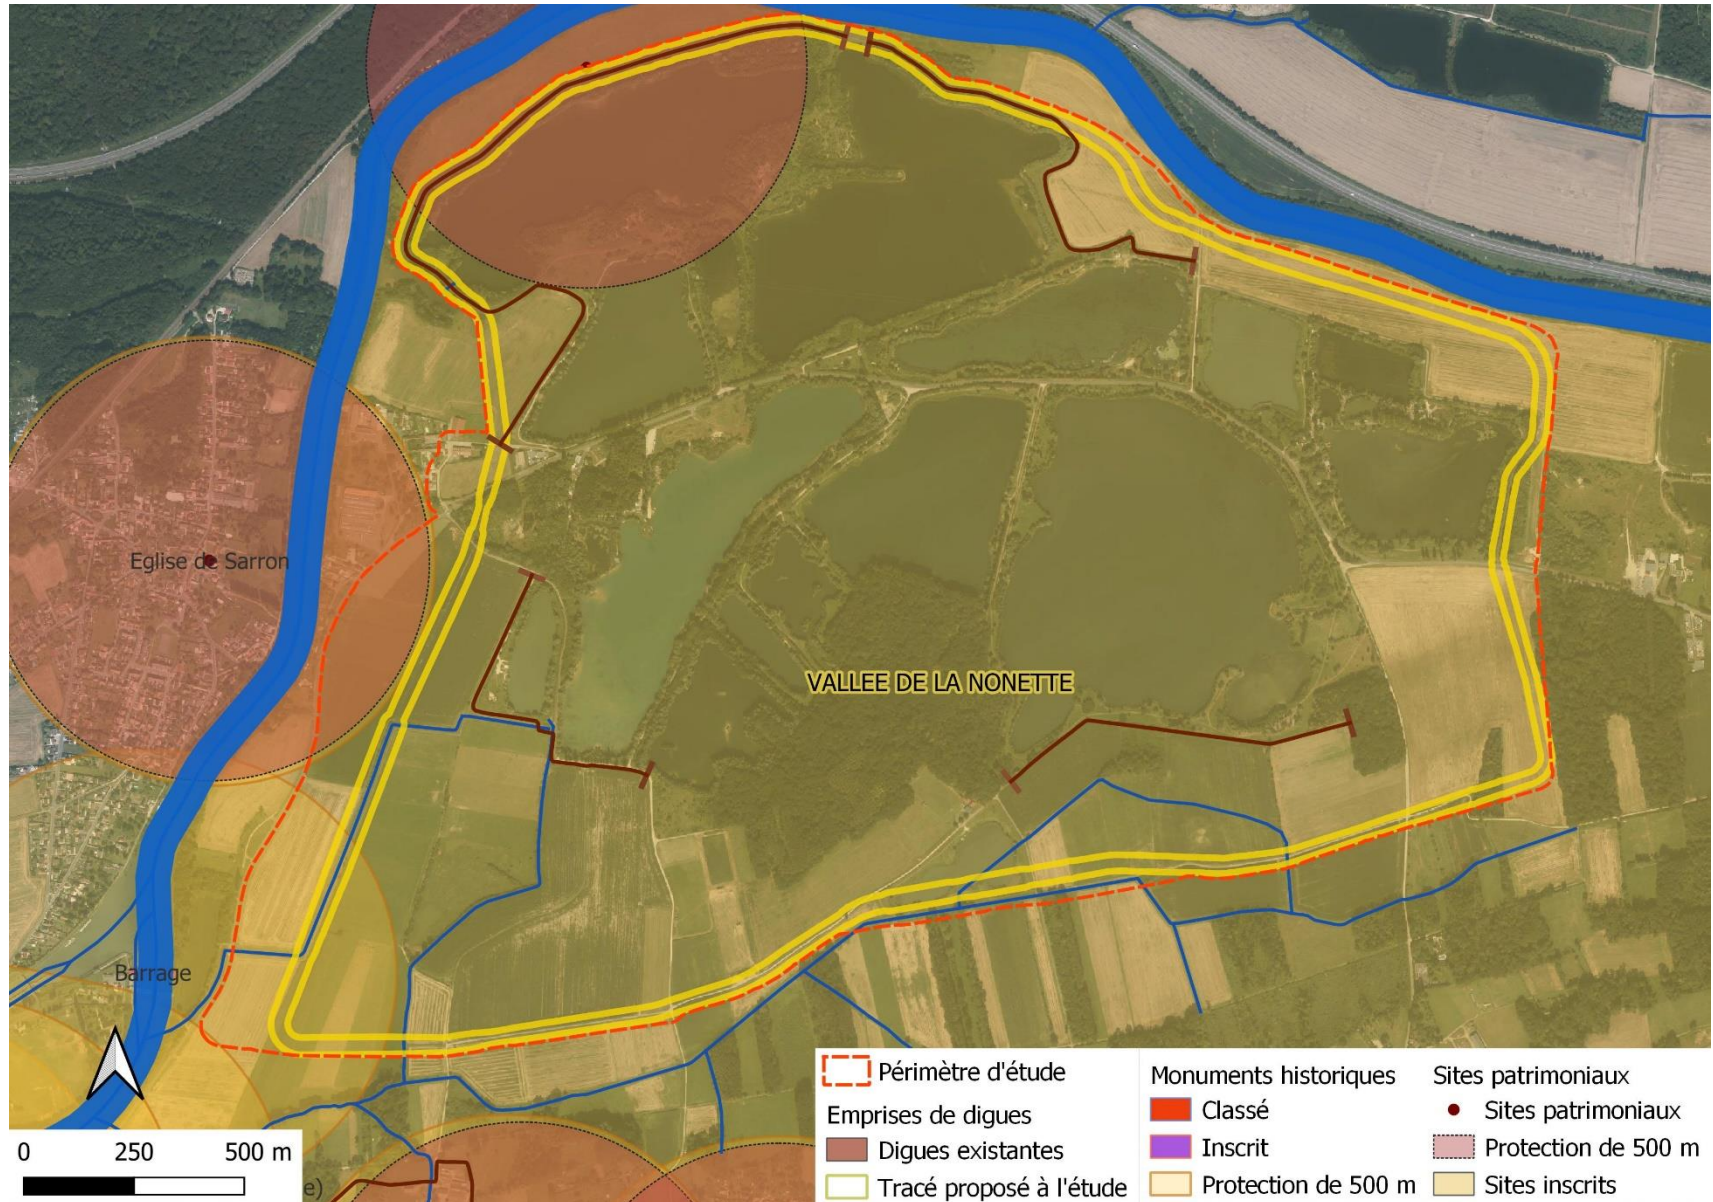 Eglise de Sarron
VALLEE DE LA NONETTE
Barrage
0 250 500 m
e)
Périmètre d'étude
Emprises de digues
Digues existantes
Tracé proposé à l'étude
Monuments historiques
Classé
Inscrit
Protection de 500 m
Sites patrimoniaux
Sites patrimoniaux
Protection de 500 m
Sites inscrits